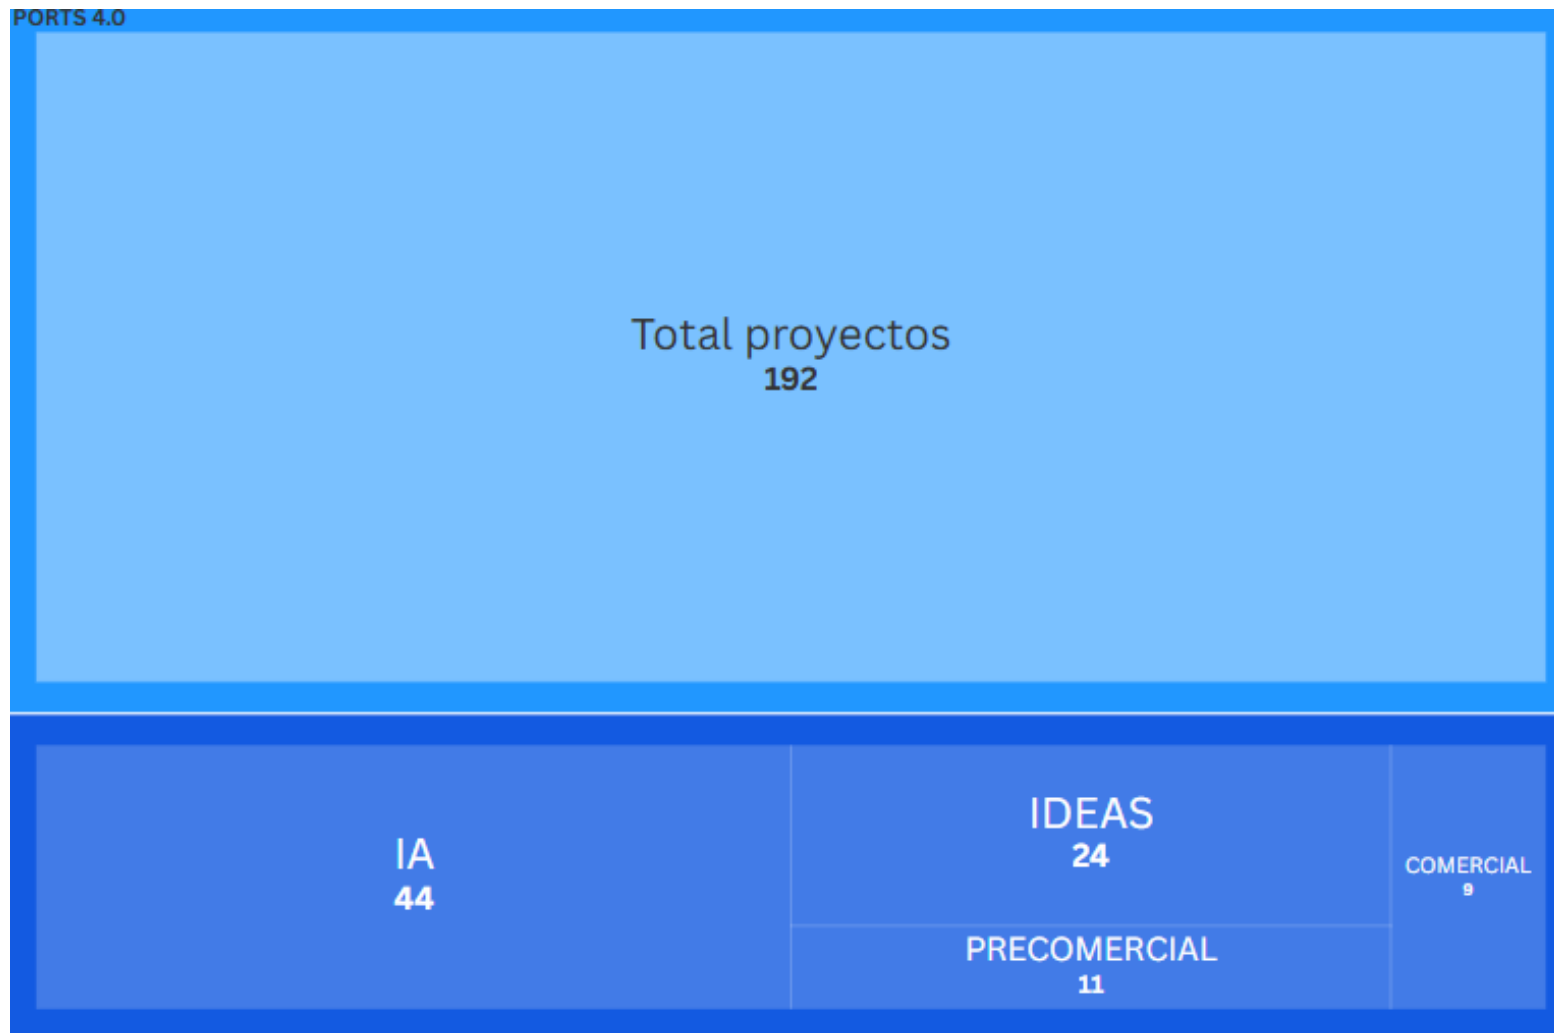 PORTS 4.0
Total proyectos
192
IA
44
IDEAS
24
PRECOMERCIAL
11
COMERCIAL
9